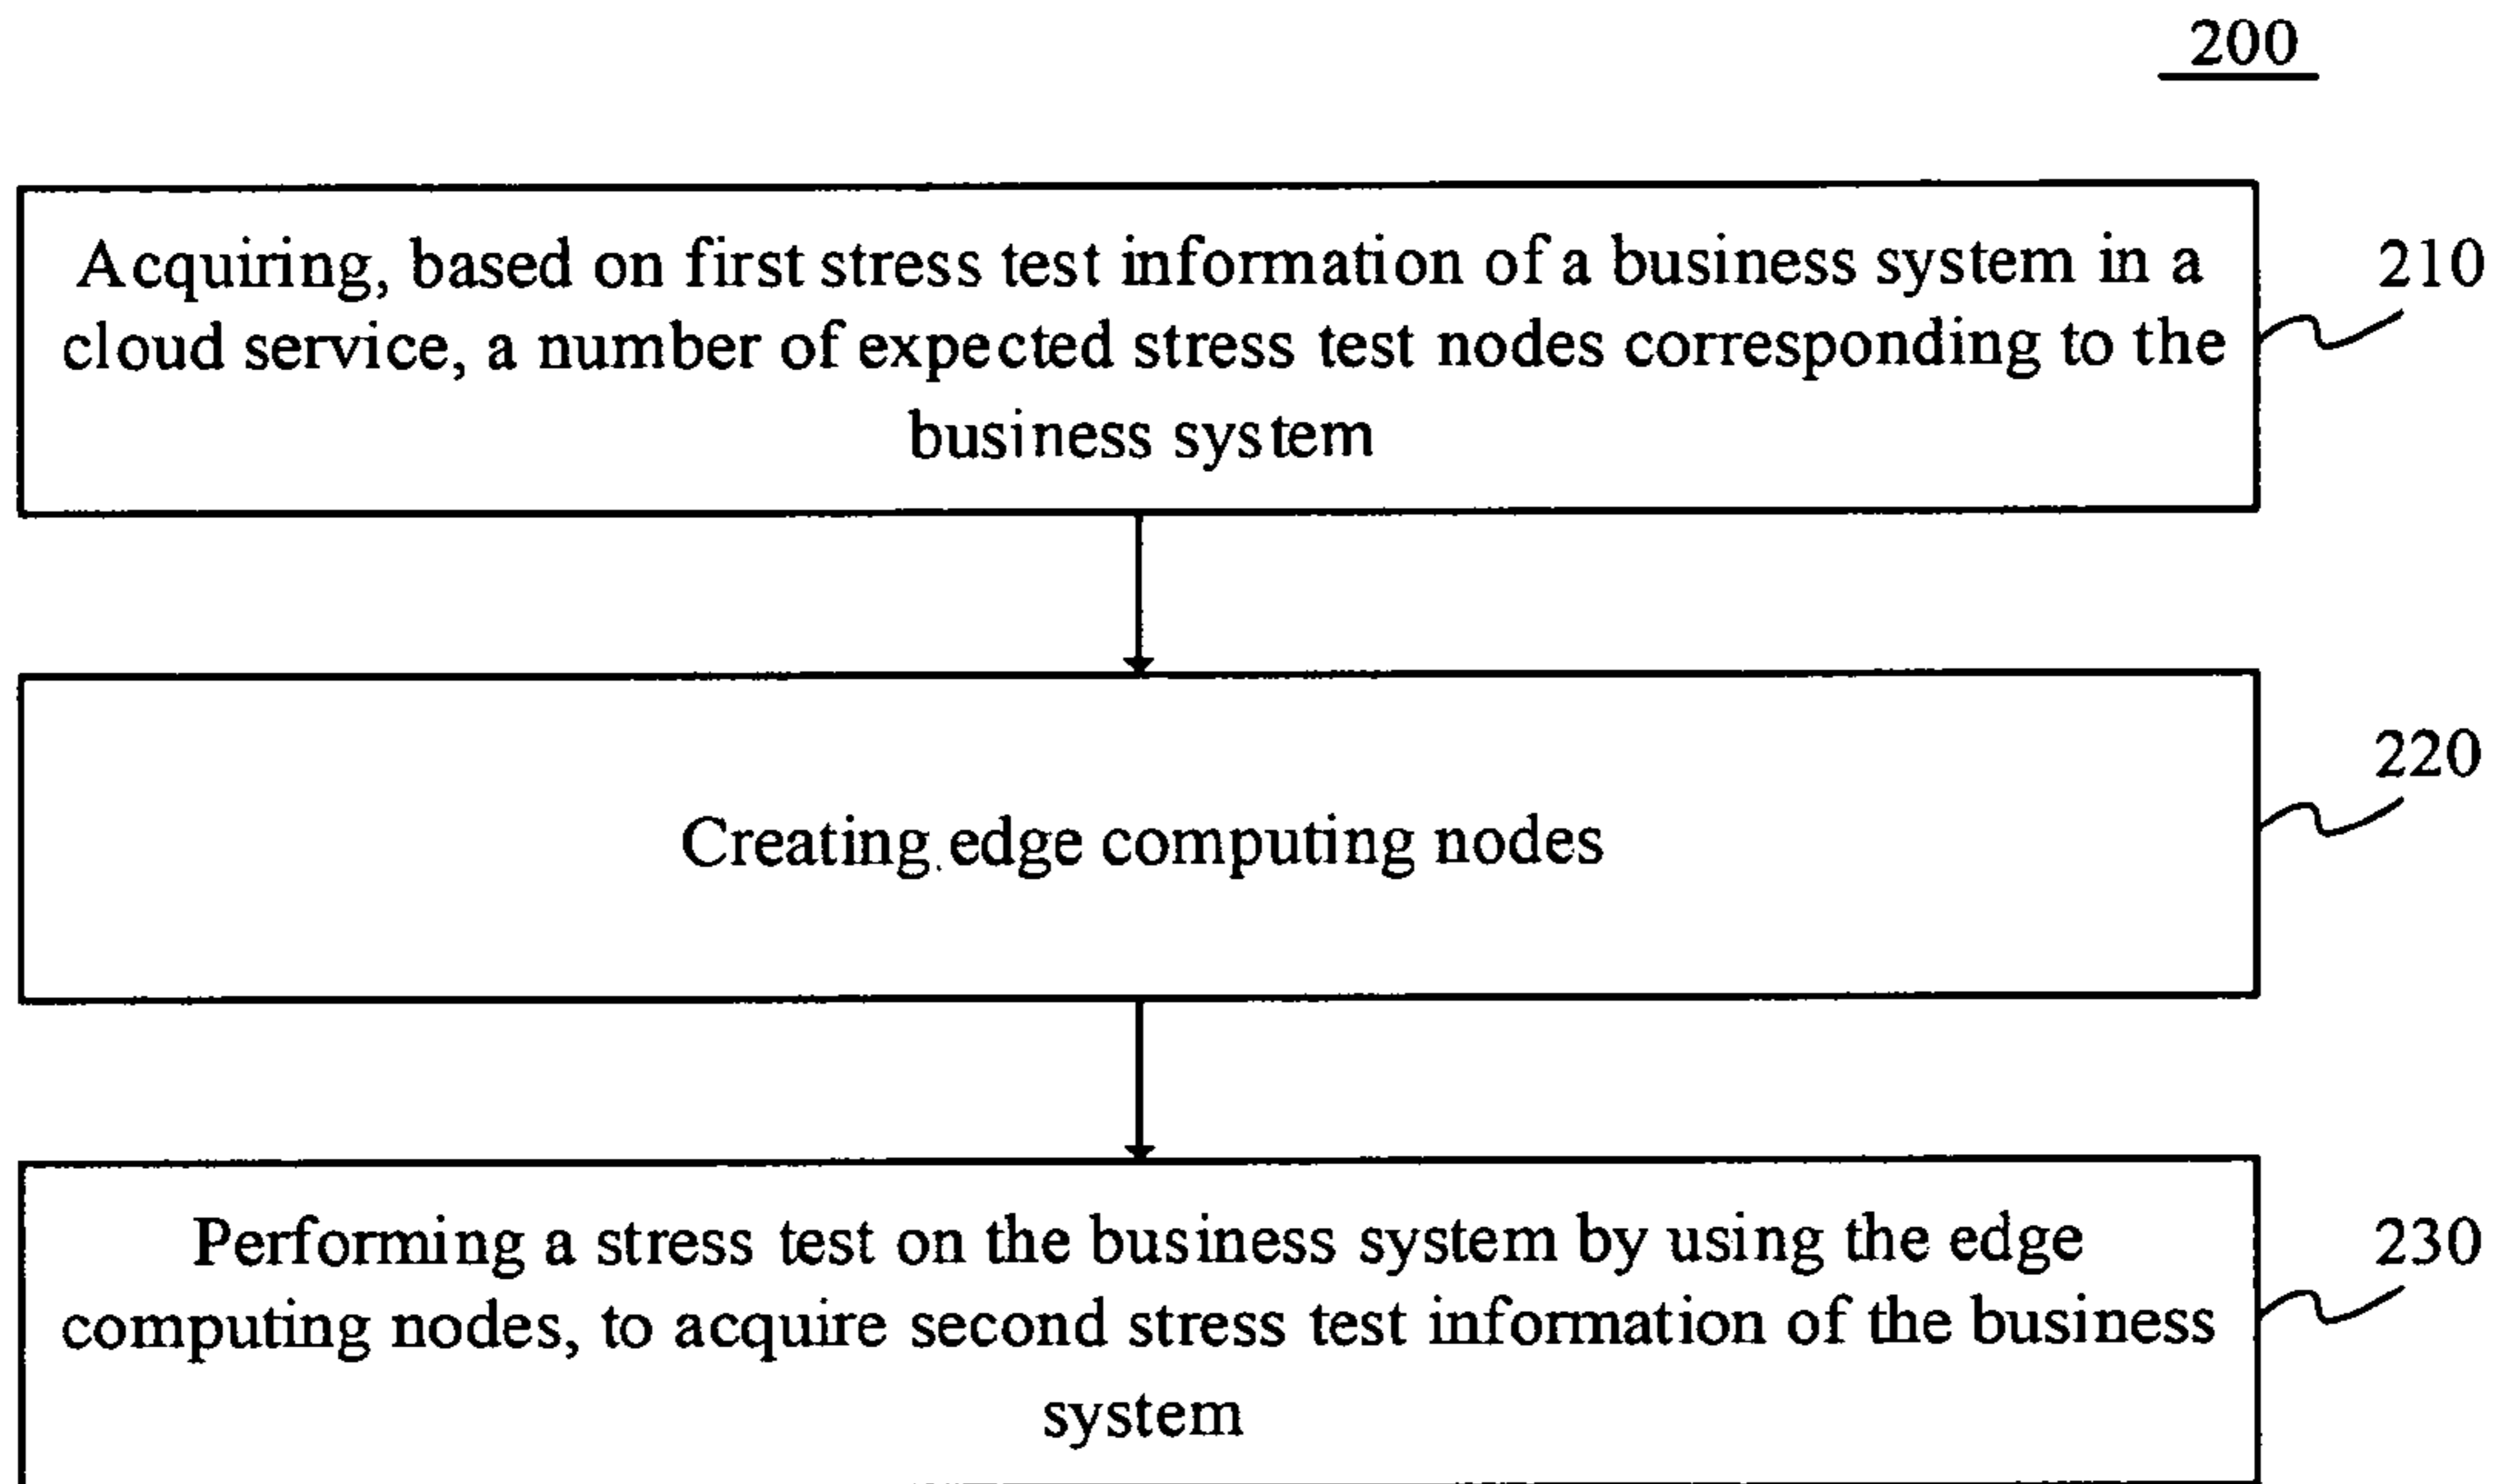 200
Acquiring, based on first stress test information of a business system in a
cloud service, a number of expected stress test nodes corresponding to the
business system
210
Creating edge computing nodes
220
Performing a stress test on the business system by using the edge
computing nodes, to acquire second stress test information of the business
system
230